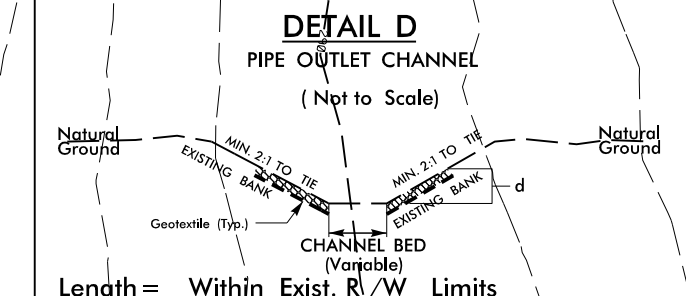 DETAIL D
PIPE OUTLET CHANNEL
( Not to Scale)
290
Natural
Ground
MIN. 2:1 TO TIE
EXISTING BANK
MIN. 2:1 TO TIE
EXISTING BANK
Natural
Ground
d
Geotextile (Typ.)
CHANNEL BED
(Variable)
Length = Within Exist. R/W Limits